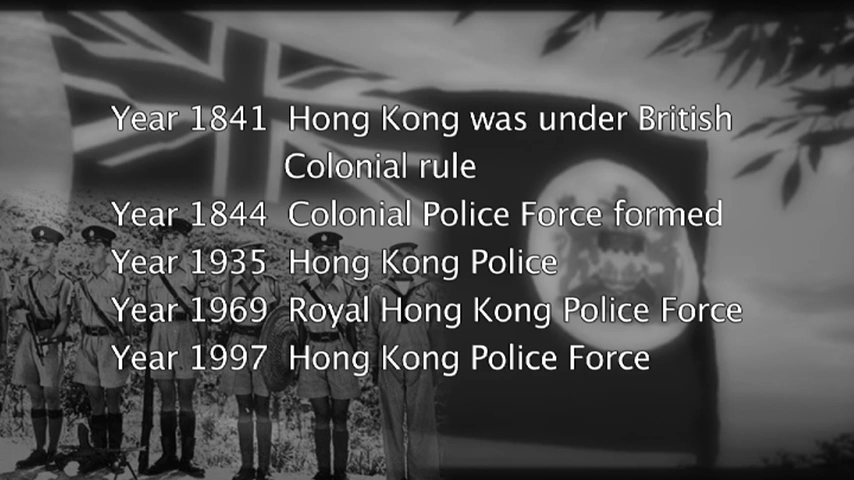 Year 1841 Hong Kong was under British
Colonial rule
Year 1844 Colonial Police Force formed
Year 1935 Hong Kong Police
Year 1969 Royal Hong Kong Police Force
Year 1997 Hong Kong Police Force